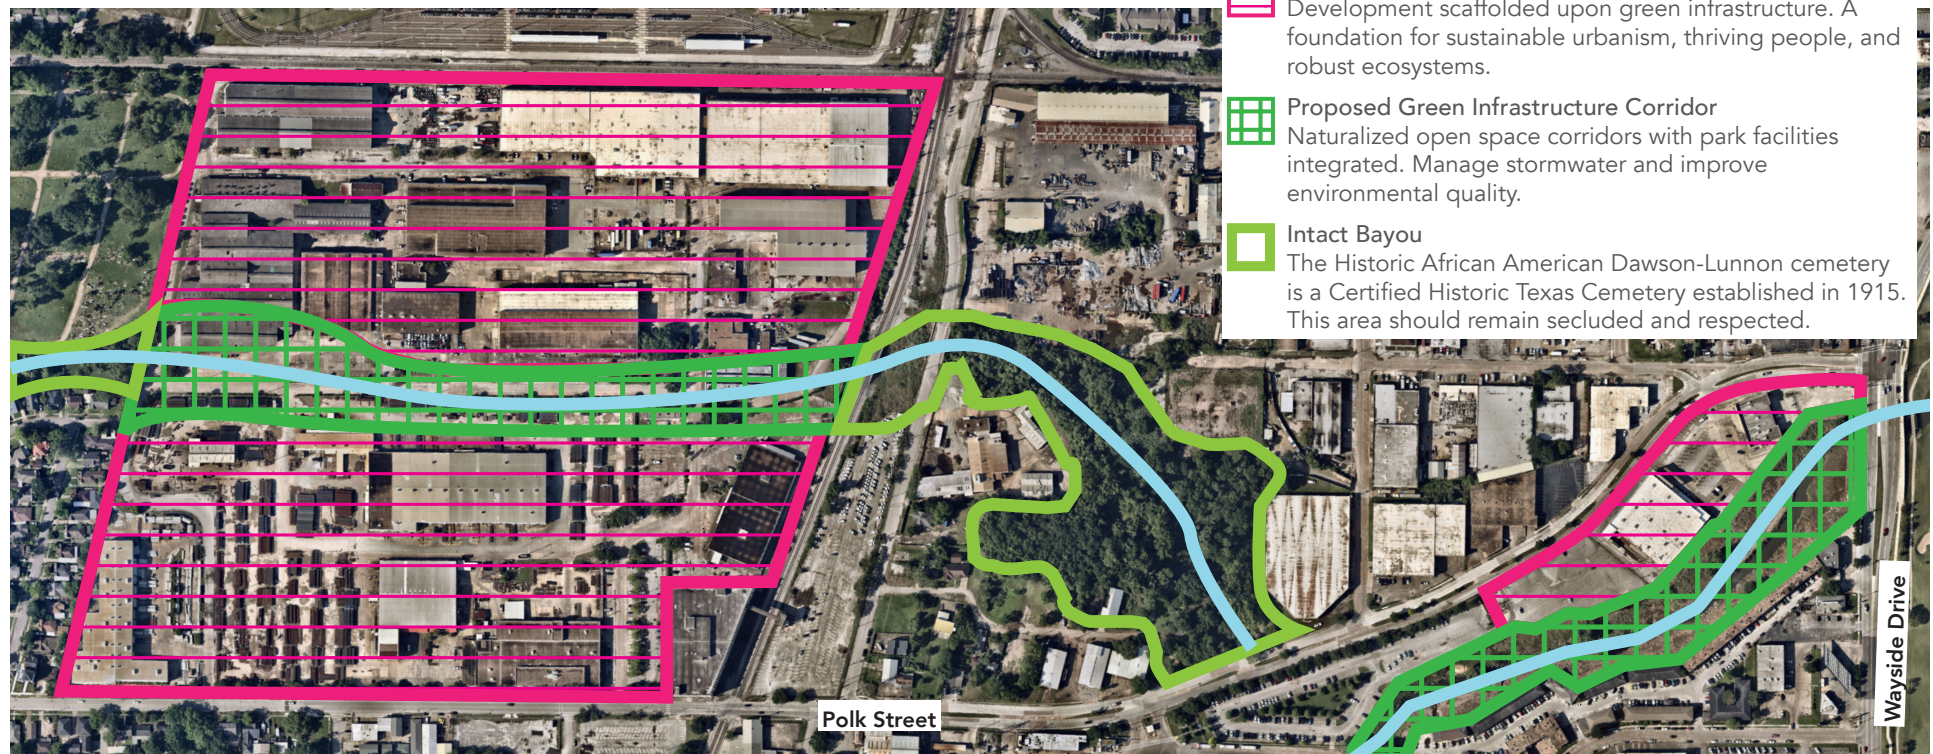 Development scaffolded upon green infrastructure. A
foundation for sustainable urbanism, thriving people, and
robust ecosystems.
Proposed Green Infrastructure Corridor
Naturalized open space corridors with park facilities
integrated. Manage stormwater and improve
environmental quality.
Intact Bayou
The Historic African American Dawson-Lunnon cemetery
is a Certified Historic Texas Cemetery established in 1915.
This area should remain secluded and respected.
Polk Street
Wayside Drive